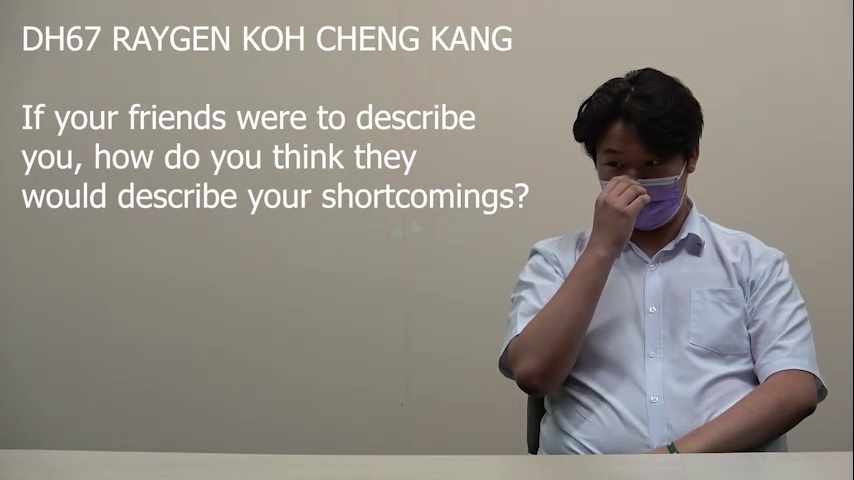 DH67 RAYGEN KOH CHENG KANG
If your friends were to describe
you, how do you think they
would describe your shortcomings?